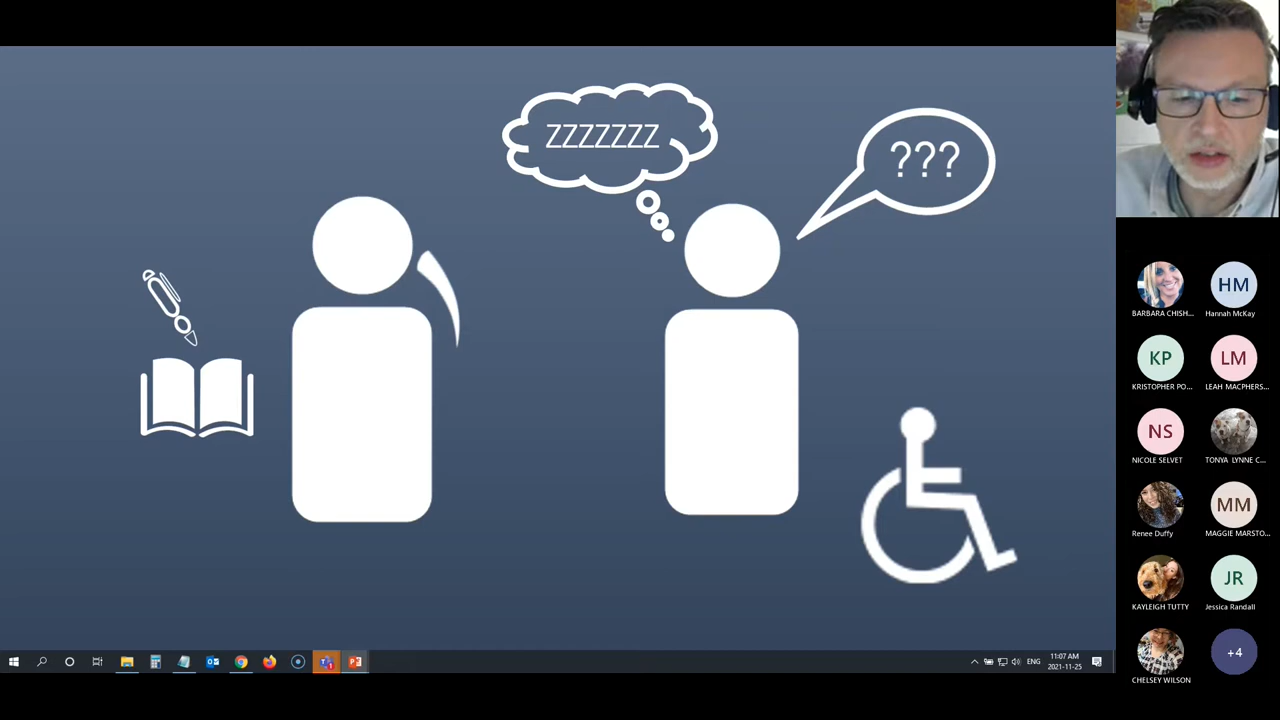 ZZZZZZZ
???
BARBARA CHISH...
HM
Hannah McKay
KP
KRISTOPHER PO...
LM
LEAH MACPHERS...
NS
NICOLE SELVET
TONYA LYNNE C...
Renee Duffy
MM
MAGGIE MARSTO...
KAYLEIGH TUTTY
JR
Jessica Randall
CHELSEY WILSON
+4
ENG
11:07 AM
2021-11-25